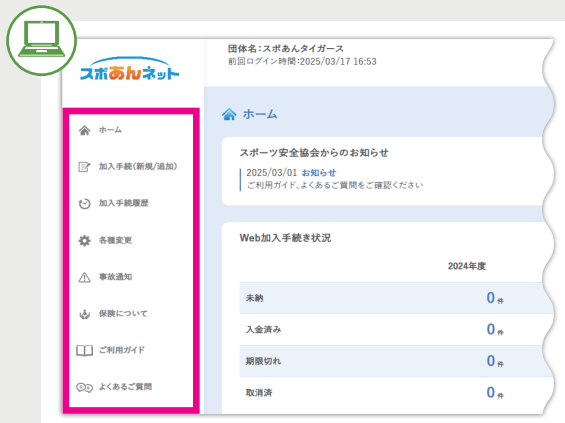 スポあんネット
団体名:スポあんタイガース
前回ログイン時間:2025/03/17 16:53
ホーム
加入手続(新規/追加)
加入手続履歴
各種変更
事故通知
保険について
ご利用ガイド
よくあるご質問
ホーム
スポーツ安全協会からのお知らせ
2025/03/01 お知らせ
ご利用ガイド、よくあるご質問をご確認ください
Web加入手続き状況
2024年度
未納 0 件
入金済み 0 件
期限切れ 0 件
取消済 0 件